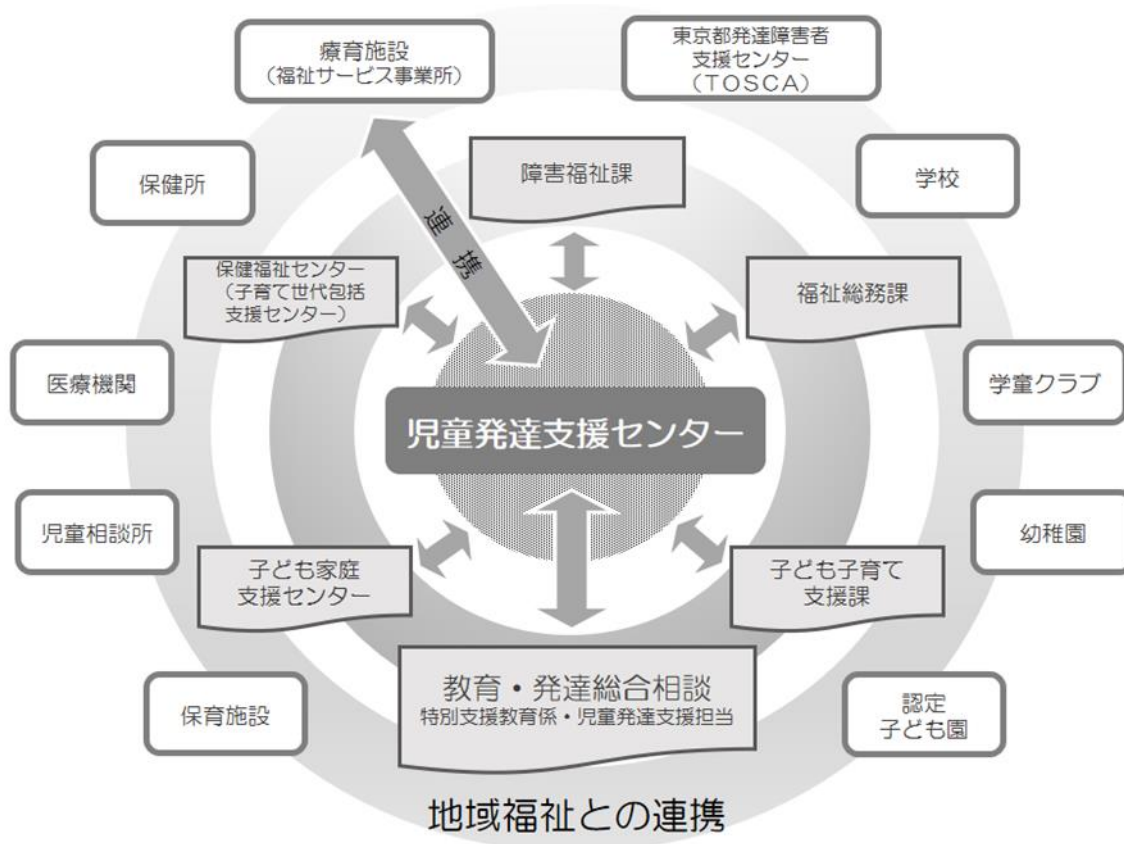 療育施設
（福祉サービス事業所）
東京都発達障害者
支援センター
（ＴＯＳＣＡ）
保健所
障害福祉課
学校
連携
保健福祉センター
（子育て世代包括
支援センター）
福祉総務課
医療機関
学童クラブ
児童発達支援センター
児童相談所
幼稚園
子ども家庭
支援センター
子ども子育て
支援課
教育・発達総合相談
特別支援教育係・児童発達支援担当
保育施設
認定
子ども園
地域福祉との連携